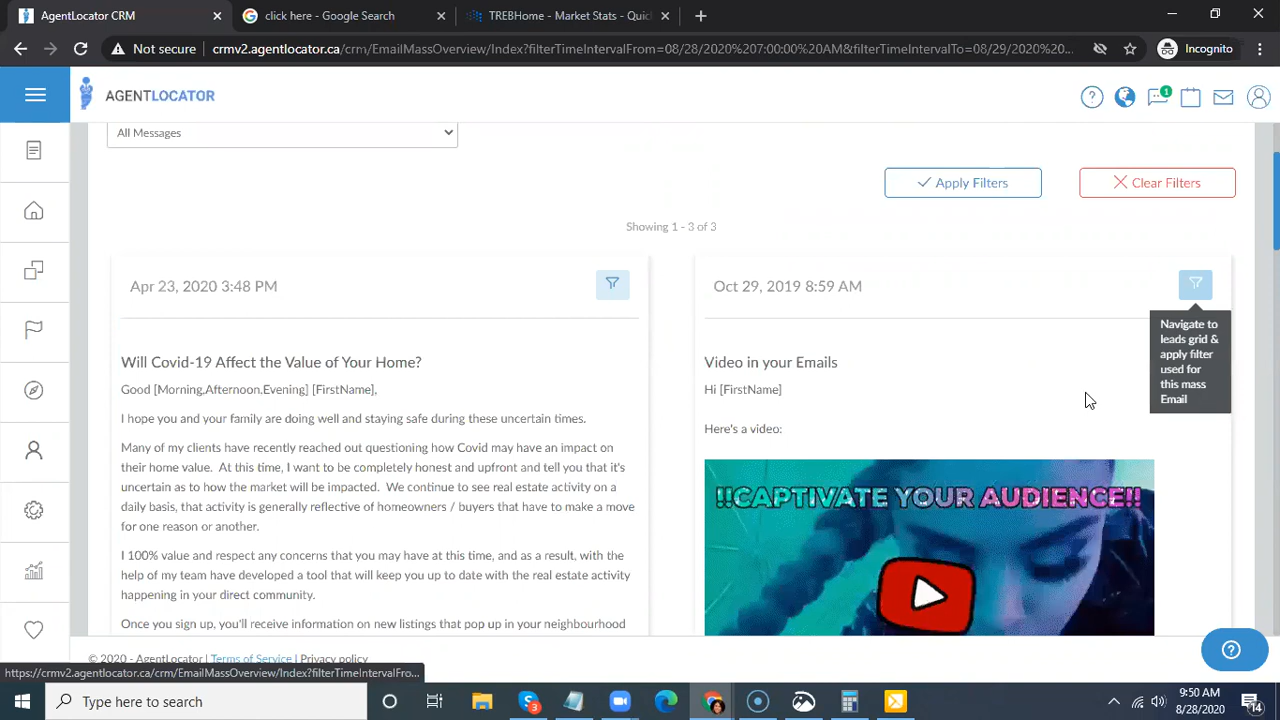 AgentLocator CRM
click here - Google Search
TREBHome - Market Stats - Quic
Not secure
crmv2.agentlocator.ca/crm/EmailMassOverview/Index?filterTimeIntervalFrom=08/28/2020%207:00:00%20AM&filterTimeIntervalTo=08/29/2020%20...
Incognito
AGENTLOCATOR
1
All Messages
Apply Filters
Clear Filters
Showing 1 - 3 of 3
Apr 23, 2020 3:48 PM
Will Covid-19 Affect the Value of Your Home?
Good [Morning,Afternoon,Evening] [FirstName],
I hope you and your family are doing well and staying safe during these uncertain times.
Many of my clients have recently reached out questioning how Covid may have an impact on
their home value. At this time, I want to be completely honest and upfront and tell you that it's
uncertain as to how the market will be impacted. We continue to see real estate activity on a
daily basis, that activity is generally reflective of homeowners / buyers that have to make a move
for one reason or another.
I 100% value and respect any concerns that you may have at this time, and as a result, with the
help of my team have developed a tool that will keep you up to date with the real estate activity
happening in your direct community.
Once you sign up, you'll receive information on new listings that pop up in your neighbourhood
Oct 29, 2019 8:59 AM
Navigate to
leads grid &
apply filter
used for
this mass
Email
Video in your Emails
Hi [FirstName]
Here's a video:
!!CAPTIVATE YOUR AUDIENCE!!
© 2020 - AgentLocator | Terms of Service | Privacy policy
https://crmv2.agentlocator.ca/crm/EmailMassOverview/Index?filterTimeIntervalFro...
Type here to search
3
9:50 AM
8/28/2020
14